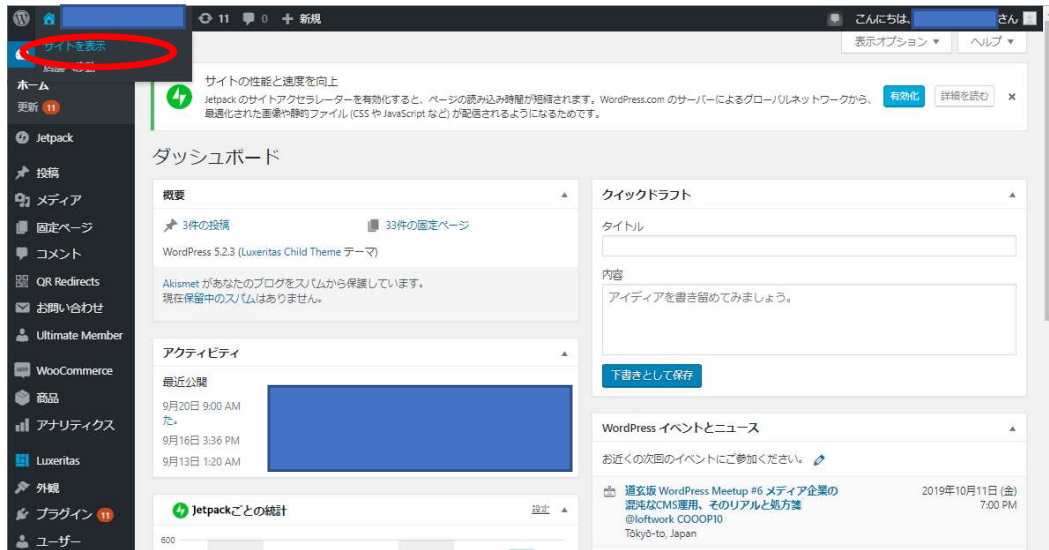 11 0 新規
こんにちは、 さん
サイトを表示
表示オプション ヘルプ
ホーム
更新 11
Jetpack
投稿
メディア
固定ページ
コメント
QR Redirects
お問い合わせ
Ultimate Member
WooCommerce
商品
アナリティクス
Luxeritas
外観
プラグイン 11
ユーザー
サイトの性能と速度を向上
Jetpack のサイトアクセラレーターを有効化すると、ページの読み込み時間が短縮されます。WordPress.com のサーバーによるグローバルネットワークから、
最適化された画像や静的ファイル (CSS や JavaScript など) が配信されるようになるためです。
有効化 詳細を読む
ダッシュボード
概要
3件の投稿 33件の固定ページ
WordPress 5.2.3 (Luxeritas Child Theme テーマ)
Akismet があなたのブログをスパムから保護しています。
現在保留中のスパムはありません。
アクティビティ
最近公開
9月20日 9:00 AM
た。
9月16日 3:36 PM
9月13日 1:20 AM
Jetpackごとの統計 設定
600
クイックドラフト
タイトル
内容
アイディアを書き留めてみましょう。
下書きとして保存
WordPress イベントとニュース
お近くの次回のイベントにご参加ください。
道玄坂 WordPress Meetup #6 メディア企業の
混沌なCMS運用、そのリアルと処方箋
@loftwork COOOP10
Tōkyō-to, Japan
2019年10月11日 (金)
7:00 PM